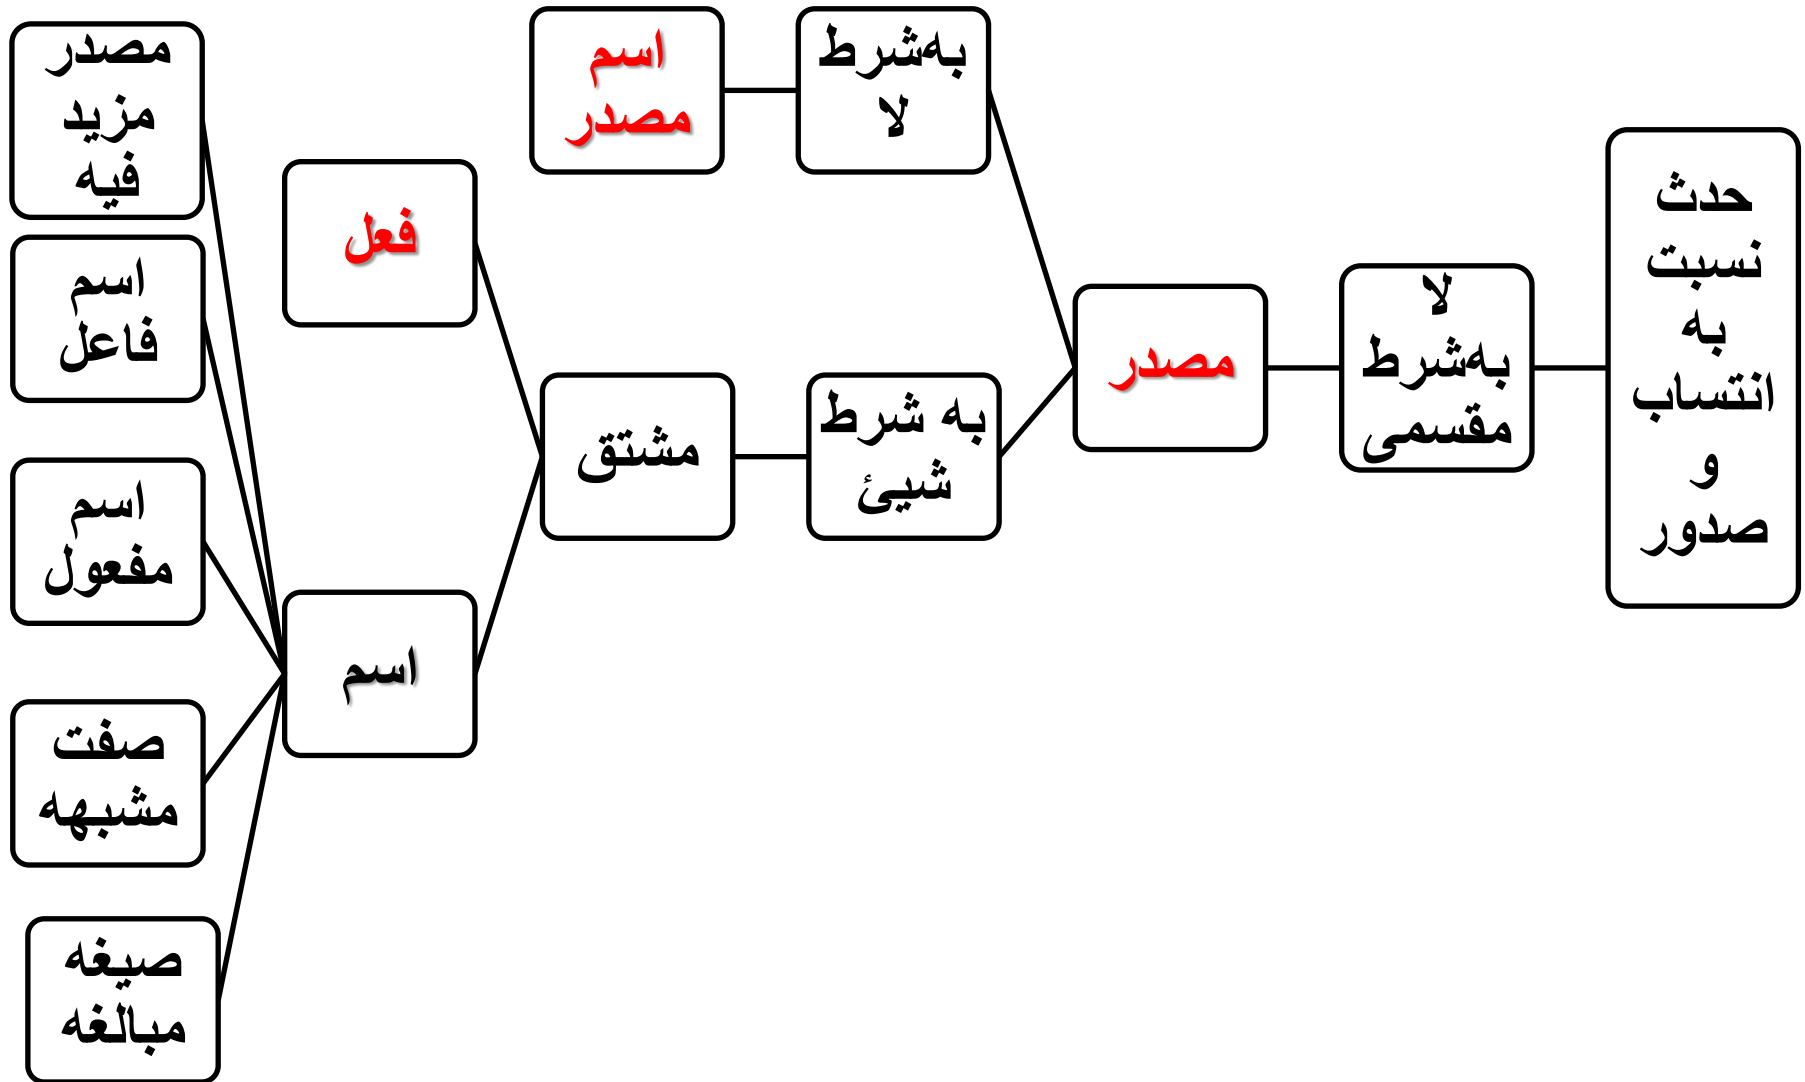 حدث
نسبت
به
انتساب
و
صدور
لا
به‌شرط
مقسمی
مصدر
به‌شرط
لا
اسم
مصدر
به شرط
شیئ
مشتق
فعل
اسم
مصدر
مزید
فیه
اسم
فاعل
اسم
مفعول
صفت
مشبهه
صیغه
مبالغه